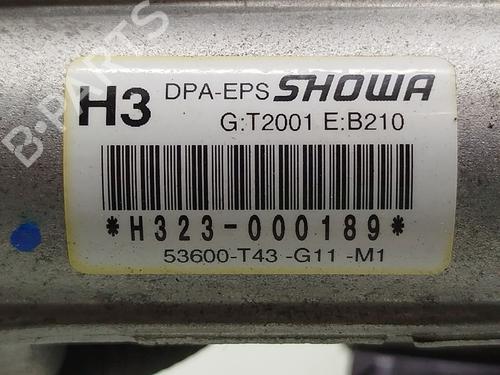 H3 DPA-EPS SHOWA
G:T2001 E:B210
*H323-000189*
53600-T43 -G11 -M1
B-PARTS